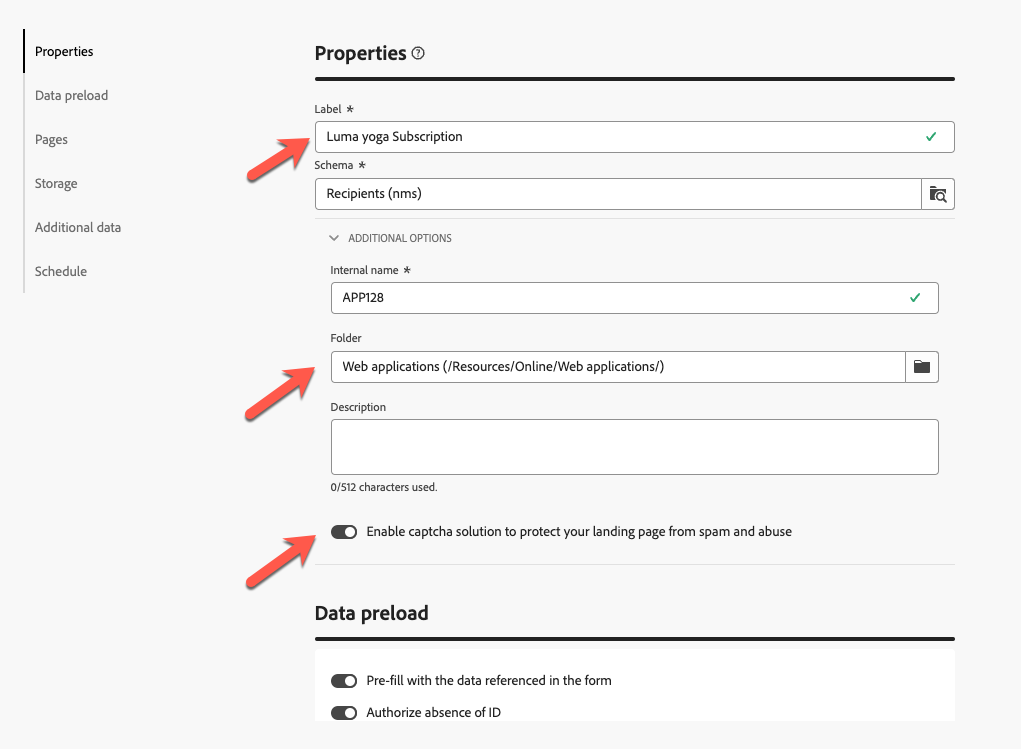 Properties
Data preload
Pages
Storage
Additional data
Schedule
Properties ?
Label *
Luma yoga Subscription
Schema *
Recipients (nms)
ADDITIONAL OPTIONS
Internal name *
APP128
Folder
Web applications (/Resources/Online/Web applications/)
Description
0/512 characters used.
Enable captcha solution to protect your landing page from spam and abuse
Data preload
Pre-fill with the data referenced in the form
Authorize absence of ID